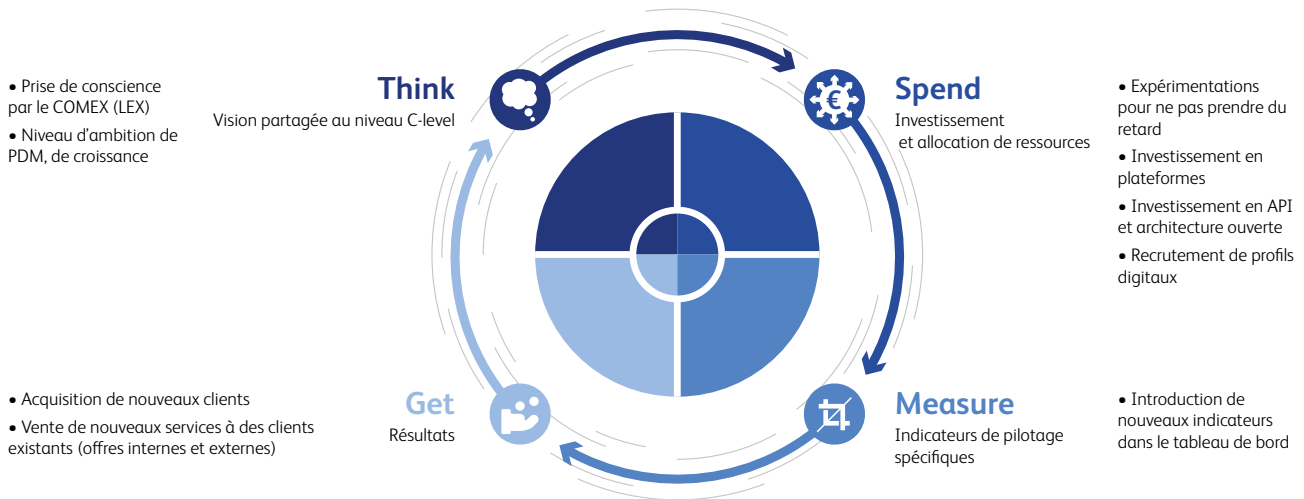 • Prise de conscience
par le COMEX (LEX)
• Niveau d'ambition de
PDM, de croissance
Think
Vision partagée au niveau C-level
€
Spend
Investissement
et allocation de ressources
• Expérimentations
pour ne pas prendre du
retard
• Investissement en
plateformes
• Investissement en API
et architecture ouverte
• Recrutement de profils
digitaux
• Acquisition de nouveaux clients
• Vente de nouveaux services à des clients
existants (offres internes et externes)
Get
Résultats
Measure
Indicateurs de pilotage
spécifiques
• Introduction de
nouveaux indicateurs
dans le tableau de bord